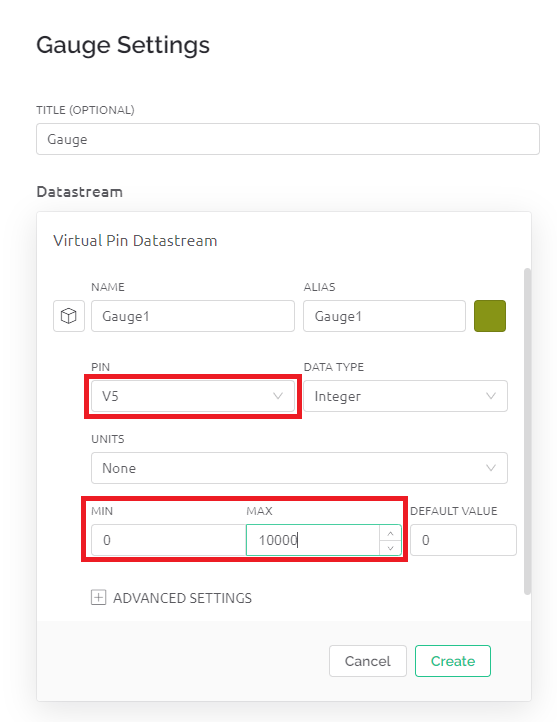 Gauge Settings
TITLE (OPTIONAL)
Gauge
Datastream
Virtual Pin Datastream
NAME ALIAS
Gauge1 Gauge1
PIN DATA TYPE
V5 Integer
UNITS
None
MIN MAX DEFAULT VALUE
0 10000 0
ADVANCED SETTINGS
Cancel Create